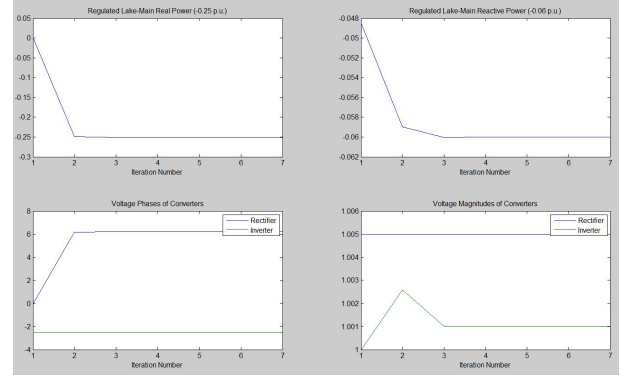 Regulated Lake-Main Real Power (-0.25 p.u.)
0.05
0
-0.05
-0.1
-0.15
-0.2
-0.25
-0.3
1 2 3 4 5 6 7
Iteration Number
Regulated Lake-Main Reactive Power (-0.06 p.u.)
-0.048
-0.05
-0.052
-0.054
-0.056
-0.058
-0.06
-0.062
1 2 3 4 5 6 7
Iteration Number
Voltage Phases of Converters
8
6
4
2
0
-2
-4
1 2 3 4 5 6 7
Iteration Number
Rectifier
Inverter
Voltage Magnitudes of Converters
1.006
1.005
1.004
1.003
1.002
1.001
1
1 2 3 4 5 6 7
Iteration Number
Rectifier
Inverter